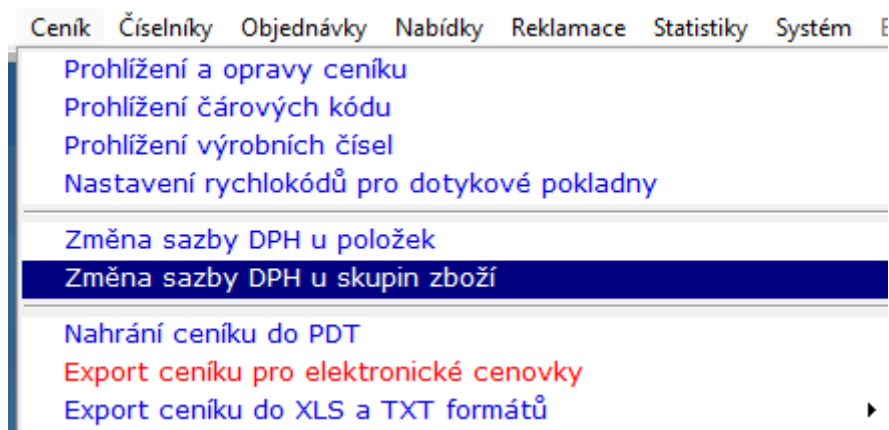 Ceník Číselníky Objednávky Nabídky Reklamace Statistiky Systém
Prohlížení a opravy ceníku
Prohlížení čárových kódu
Prohlížení výrobních čísel
Nastavení rychlokódů pro dotykové pokladny
Změna sazby DPH u položek
Změna sazby DPH u skupin zboží
Nahrání ceníku do PDT
Export ceníku pro elektronické cenovky
Export ceníku do XLS a TXT formátů